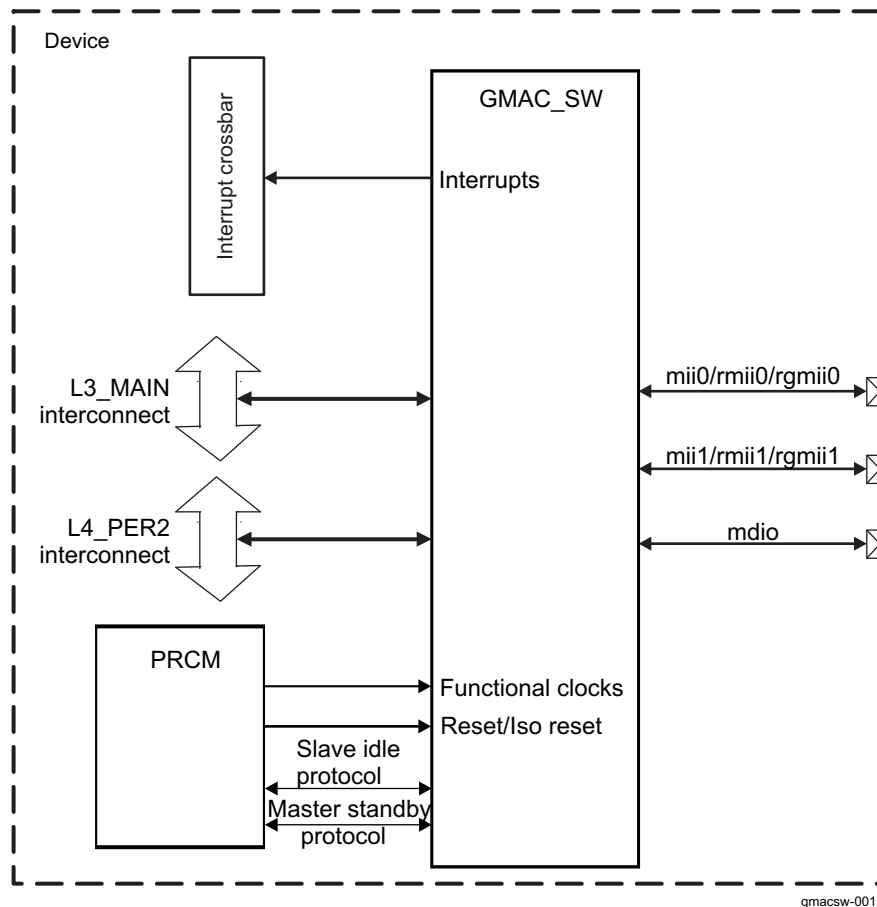 Device
GMAC_SW
Interrupt crossbar
Interrupts
L3_MAIN
interconnect
mii0/rmii0/rgmii0
mii1/rmii1/rgmii1
L4_PER2
interconnect
mdio
PRCM
Functional clocks
Reset/Iso reset
Slave idle
protocol
Master standby
protocol
gmacsw-001